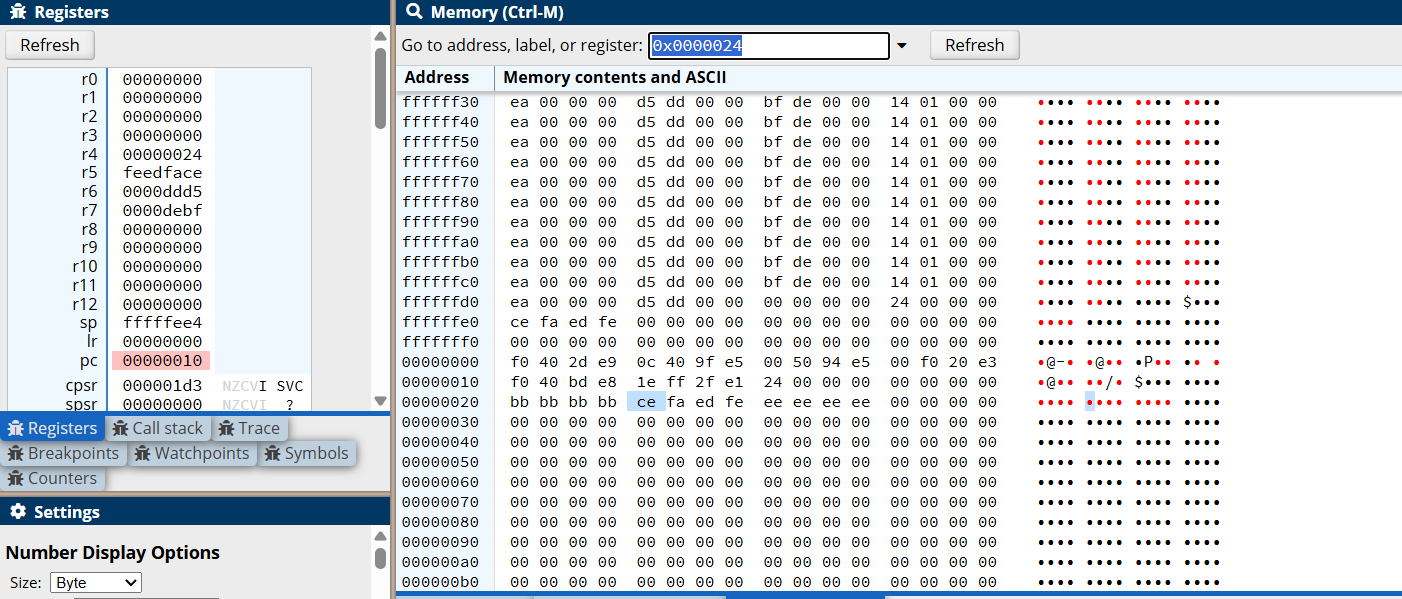 Registers
Refresh
r0 00000000
r1 00000000
r2 00000000
r3 00000000
r4 00000024
r5 feedface
r6 0000ddd5
r7 0000debf
r8 00000000
r9 00000000
r10 00000000
r11 00000000
r12 00000000
sp fffffee4
lr 00000000
pc 00000010
cpsr 000001d3 NZCVI SVC
spsr 00000000 NZCVI ?
Registers Call stack Trace
Breakpoints Watchpoints Symbols
Counters
Settings
Number Display Options
Size: Byte
Memory (Ctrl-M)
Go to address, label, or register: 0x0000024 Refresh
Address Memory contents and ASCII
ffffff30 ea 00 00 00 d5 dd 00 00 bf de 00 00 14 01 00 00 •••• •••• •••• ••••
ffffff40 ea 00 00 00 d5 dd 00 00 bf de 00 00 14 01 00 00 •••• •••• •••• ••••
ffffff50 ea 00 00 00 d5 dd 00 00 bf de 00 00 14 01 00 00 •••• •••• •••• ••••
ffffff60 ea 00 00 00 d5 dd 00 00 bf de 00 00 14 01 00 00 •••• •••• •••• ••••
ffffff70 ea 00 00 00 d5 dd 00 00 bf de 00 00 14 01 00 00 •••• •••• •••• ••••
ffffff80 ea 00 00 00 d5 dd 00 00 bf de 00 00 14 01 00 00 •••• •••• •••• ••••
ffffff90 ea 00 00 00 d5 dd 00 00 bf de 00 00 14 01 00 00 •••• •••• •••• ••••
ffffffa0 ea 00 00 00 d5 dd 00 00 bf de 00 00 14 01 00 00 •••• •••• •••• ••••
ffffffb0 ea 00 00 00 d5 dd 00 00 bf de 00 00 14 01 00 00 •••• •••• •••• ••••
ffffffc0 ea 00 00 00 d5 dd 00 00 bf de 00 00 14 01 00 00 •••• •••• •••• ••••
ffffffd0 ea 00 00 00 d5 dd 00 00 00 00 00 00 24 00 00 00 •••• •••• •••• $•••
ffffffe0 ce fa ed fe 00 00 00 00 00 00 00 00 00 00 00 00 •••• •••• •••• ••••
fffffff0 00 00 00 00 00 00 00 00 00 00 00 00 00 00 00 00 •••• •••• •••• ••••
00000000 f0 40 2d e9 0c 40 9f e5 00 50 94 e5 00 f0 20 e3 •@-• •@•• •P•• •• •
00000010 f0 40 bd e8 1e ff 2f e1 24 00 00 00 00 00 00 00 •@•• ••/• $••• ••••
00000020 bb bb bb bb ce fa ed fe ee ee ee ee 00 00 00 00 •••• •••• •••• ••••
00000030 00 00 00 00 00 00 00 00 00 00 00 00 00 00 00 00 •••• •••• •••• ••••
00000040 00 00 00 00 00 00 00 00 00 00 00 00 00 00 00 00 •••• •••• •••• ••••
00000050 00 00 00 00 00 00 00 00 00 00 00 00 00 00 00 00 •••• •••• •••• ••••
00000060 00 00 00 00 00 00 00 00 00 00 00 00 00 00 00 00 •••• •••• •••• ••••
00000070 00 00 00 00 00 00 00 00 00 00 00 00 00 00 00 00 •••• •••• •••• ••••
00000080 00 00 00 00 00 00 00 00 00 00 00 00 00 00 00 00 •••• •••• •••• ••••
00000090 00 00 00 00 00 00 00 00 00 00 00 00 00 00 00 00 •••• •••• •••• ••••
000000a0 00 00 00 00 00 00 00 00 00 00 00 00 00 00 00 00 •••• •••• •••• ••••
000000b0 00 00 00 00 00 00 00 00 00 00 00 00 00 00 00 00 •••• •••• •••• ••••